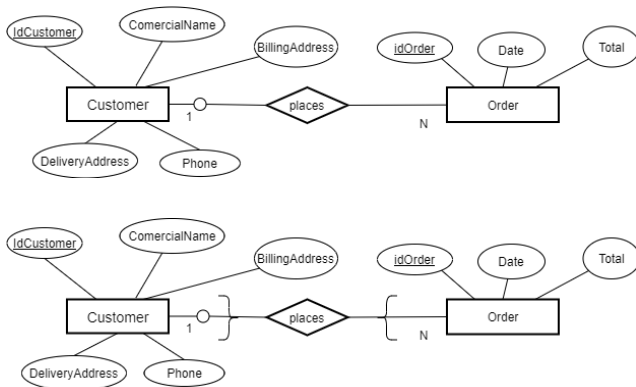 ComercialName
IdCustomer
BillingAddress
idOrder
Date
Total
Customer
places
Order
1
N
DeliveryAddress
Phone
ComercialName
IdCustomer
BillingAddress
idOrder
Date
Total
Customer
places
Order
1
N
DeliveryAddress
Phone